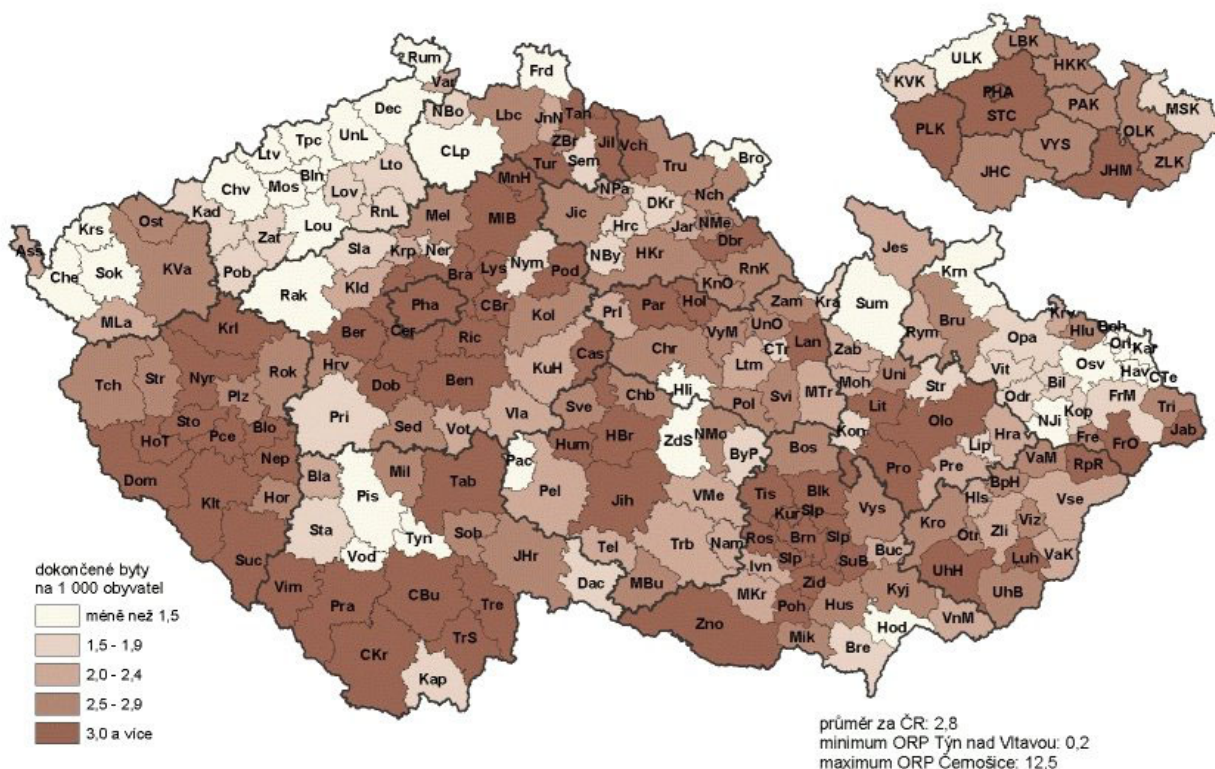 Rum
Frd
Var
Dec
NBo
Lbc
JnN
Tan
Tpc
UnL
Ltv
CLp
ZBr
Jil
Vch
Sem
Tru
Bro
Bln
Lto
Tur
MnH
Chv
Mos
Lov
NPa
Nch
Kad
RnL
Mel
MlB
Jic
DKr
Krs
Ost
Lou
Hrc
Jar
NMe
Ass
Zat
Sla
Krp
Ner
Dbr
Jes
Che
Sok
KVa
Pob
Nym
NBy
HKr
Rak
Kld
Bra
Lys
Pod
RnK
Krn
KnO
Pha
CBr
Kol
Prl
Par
Hol
Zam
Kra
Sum
MLa
Krl
Ber
Cer
Ric
VyM
UnO
Rym
Bru
Krv
Hlu
Boh
Orl
Kar
Opa
Chr
CTr
Lan
Zab
Tch
Str
Nyr
Rok
Hrv
KuH
Cas
Ltm
Osv
Hav
CTe
Dob
Ben
Hli
Moh
Uni
Str
Vit
Bil
Plz
Vla
Sve
Chb
Pol
Svi
MTr
Lit
Odr
FrM
Pri
Sto
Pce
Blo
Sed
Vot
Olo
NJi
Kop
Tri
HoT
Hum
HBr
ZdS
NMo
ByP
Bos
Kon
Lip
Hra
Fre
FrO
Jab
Nep
Pac
VaM
Dom
Bla
Mil
Pro
Pre
RpR
Klt
Hor
Pis
Tab
Pel
Jih
VMe
Tis
Blk
BpH
Sta
Kur
Slp
Vys
Hls
Vse
Tyn
Sob
Kro
Vod
JHr
Tel
Trb
Nam
Ros
Brn
Slp
Otr
Zli
Viz
Suc
Dac
Ivn
Slp
SuB
Buc
Luh
VaK
Vim
MBu
UhH
Pra
CBu
Tre
MKr
Zid
Kyj
UhB
Poh
Hus
Zno
Hod
VnM
TrS
Mik
CKr
Bre
Kap
LBK
ULK
HKK
KVK
PHA
MSK
PAK
STC
PLK
OLK
VYS
ZLK
JHC
JHM
dokončené byty
na 1 000 obyvatel
méně než 1,5
1,5 - 1,9
2,0 - 2,4
2,5 - 2,9
3,0 a více
průměr za ČR: 2,8
minimum ORP Týn nad Vltavou: 0,2
maximum ORP Černošice: 12,5